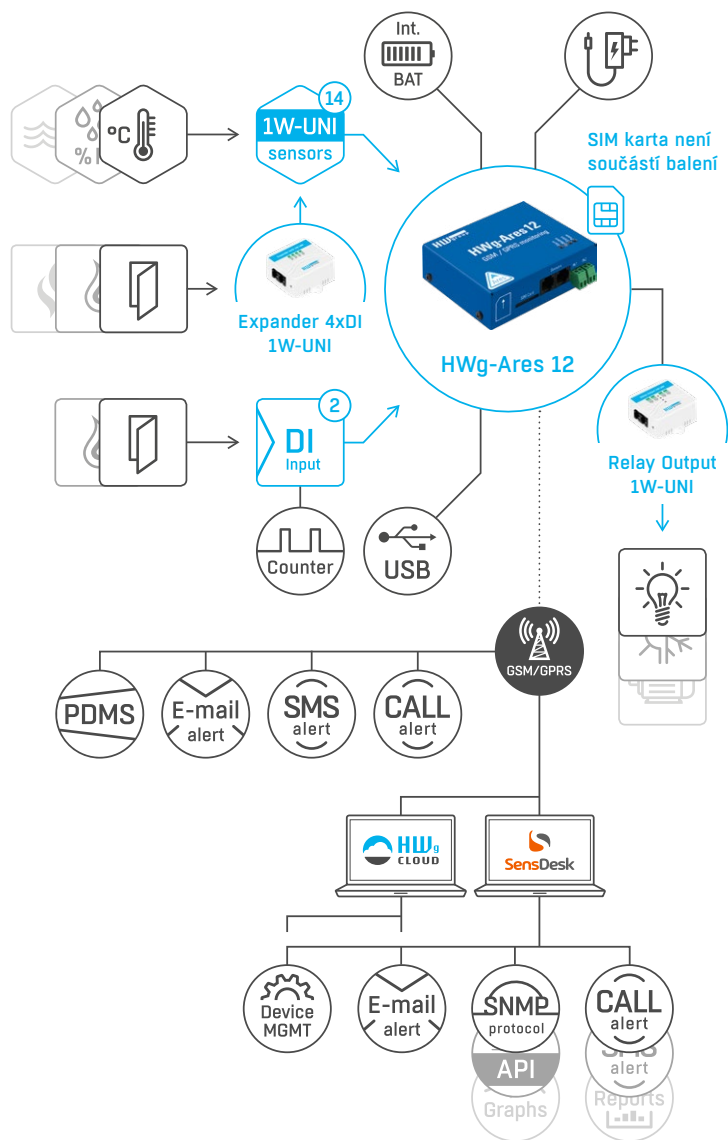 Int.
BAT
14
1W-UNI
sensors
°C
%
SIM karta není
součástí balení
HWg-Ares 12
GSM / GPRS monitoring
Expander 4xDI
1W-UNI
HWg-Ares 12
2
DI
Input
Relay Output
1W-UNI
Counter
USB
GSM/GPRS
PDMS
E-mail
alert
SMS
alert
CALL
alert
HWg
CLOUD
SensDesk
Device
MGMT
E-mail
alert
SNMP
protocol
CALL
alert
API
SMS
alert
Graphs
Reports